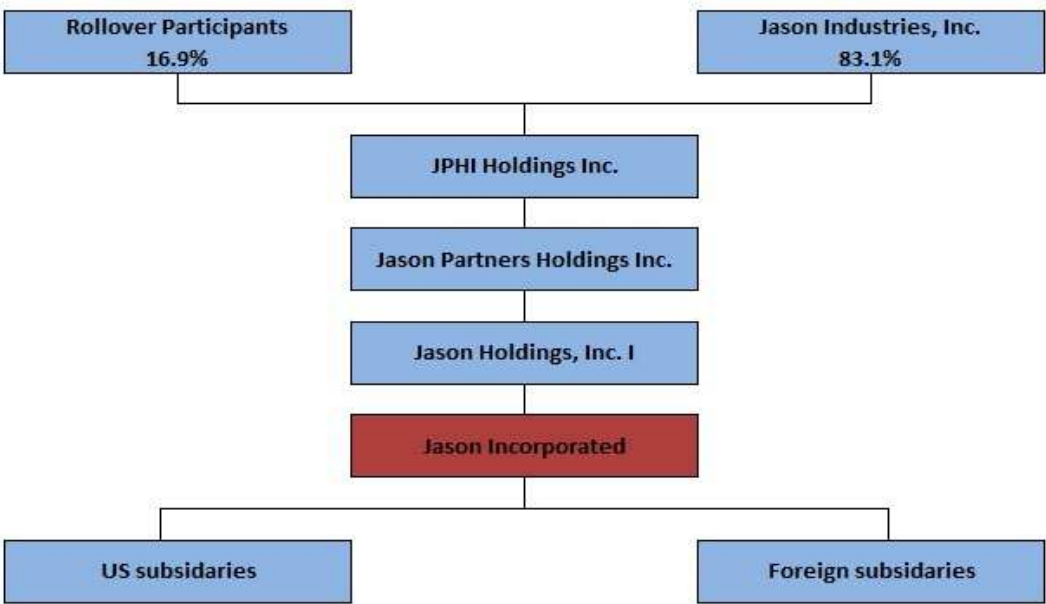 Rollover Participants
16.9%
Jason Industries, Inc.
83.1%
JPHI Holdings Inc.
Jason Partners Holdings Inc.
Jason Holdings, Inc. I
Jason Incorporated
US subsidaries
Foreign subsidaries